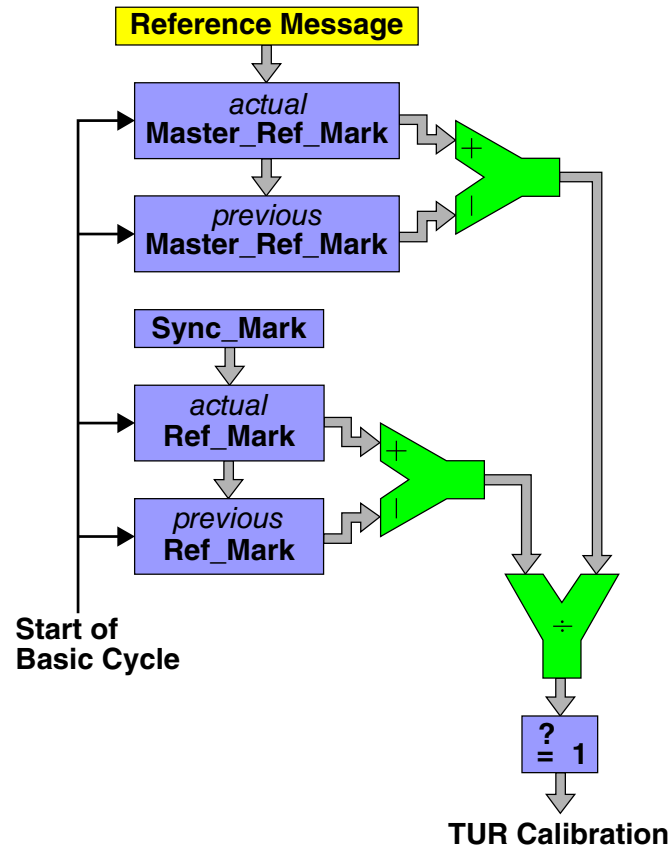 Reference Message
actual
Master_Ref_Mark
+
previous
Master_Ref_Mark
−
Sync_Mark
actual
Ref_Mark
+
previous
Ref_Mark
−
Start of
Basic Cycle
÷
?
= 1
TUR Calibration